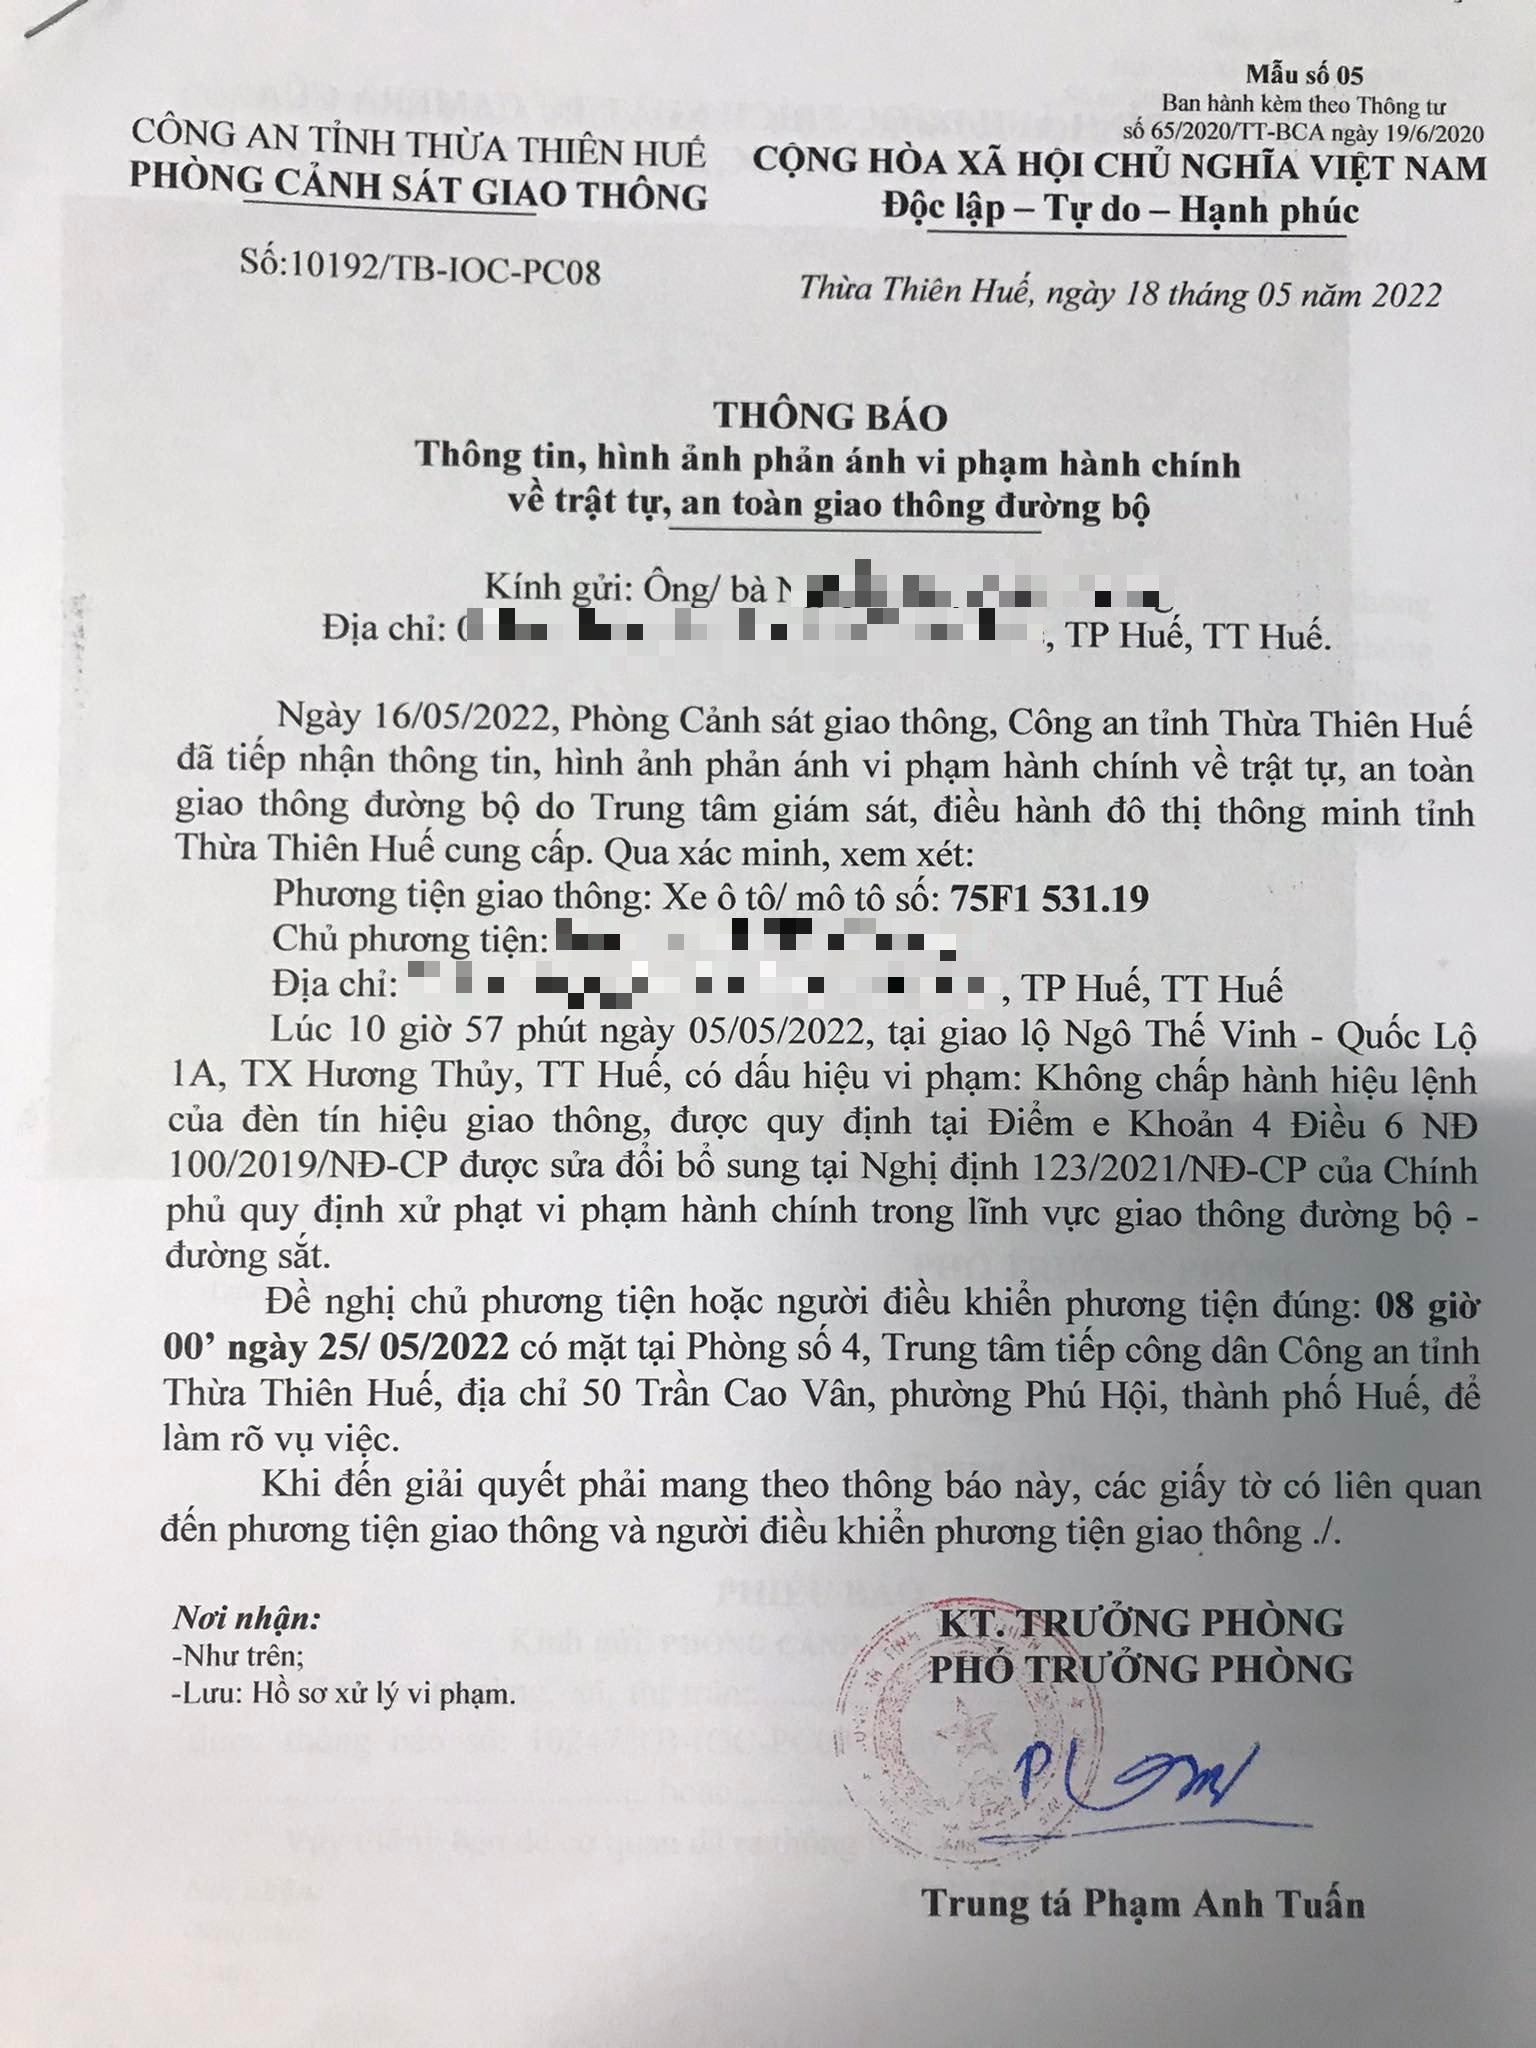 Mẫu số 05
Ban hành kèm theo Thông tư
số 65/2020/TT-BCA ngày 19/6/2020
CÔNG AN TỈNH THỪA THIÊN HUẾ
PHÒNG CẢNH SÁT GIAO THÔNG
CỘNG HÒA XÃ HỘI CHỦ NGHĨA VIỆT NAM
Độc lập – Tự do – Hạnh phúc
Số:10192/TB-IOC-PC08
Thừa Thiên Huế, ngày 18 tháng 05 năm 2022
THÔNG BÁO
Thông tin, hình ảnh phản ánh vi phạm hành chính
về trật tự, an toàn giao thông đường bộ
Kính gửi: Ông/ bà N
Địa chỉ: , TP Huế, TT Huế.
Ngày 16/05/2022, Phòng Cảnh sát giao thông, Công an tỉnh Thừa Thiên Huế
đã tiếp nhận thông tin, hình ảnh phản ánh vi phạm hành chính về trật tự, an toàn
giao thông đường bộ do Trung tâm giám sát, điều hành đô thị thông minh tỉnh
Thừa Thiên Huế cung cấp. Qua xác minh, xem xét:
Phương tiện giao thông: Xe ô tô/ mô tô số: 75F1 531.19
Chủ phương tiện:
Địa chỉ: , TP Huế, TT Huế
Lúc 10 giờ 57 phút ngày 05/05/2022, tại giao lộ Ngô Thế Vinh - Quốc Lộ
1A, TX Hương Thủy, TT Huế, có dấu hiệu vi phạm: Không chấp hành hiệu lệnh
của đèn tín hiệu giao thông, được quy định tại Điểm e Khoản 4 Điều 6 NĐ
100/2019/NĐ-CP được sửa đổi bổ sung tại Nghị định 123/2021/NĐ-CP của Chính
phủ quy định xử phạt vi phạm hành chính trong lĩnh vực giao thông đường bộ -
đường sắt.
Đề nghị chủ phương tiện hoặc người điều khiển phương tiện đúng: 08 giờ
00’ ngày 25/ 05/2022 có mặt tại Phòng số 4, Trung tâm tiếp công dân Công an tỉnh
Thừa Thiên Huế, địa chỉ 50 Trần Cao Vân, phường Phú Hội, thành phố Huế, để
làm rõ vụ việc.
Khi đến giải quyết phải mang theo thông báo này, các giấy tờ có liên quan
đến phương tiện giao thông và người điều khiển phương tiện giao thông ./.
Nơi nhận:
-Như trên;
-Lưu: Hồ sơ xử lý vi phạm.
KT. TRƯỞNG PHÒNG
PHÓ TRƯỞNG PHÒNG
Trung tá Phạm Anh Tuấn